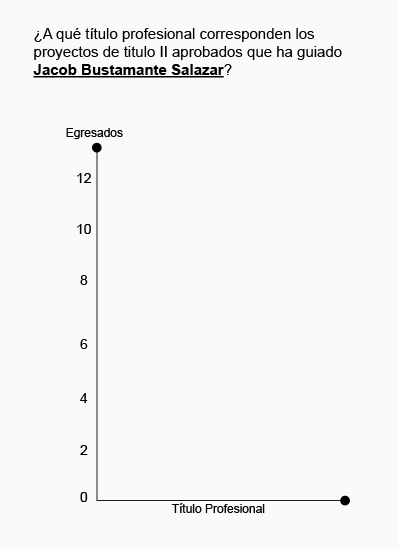 ¿A qué título profesional corresponden los
proyectos de titulo II aprobados que ha guiado
Jacob Bustamante Salazar?
Egresados
12
10
8
6
4
2
0
Título Profesional